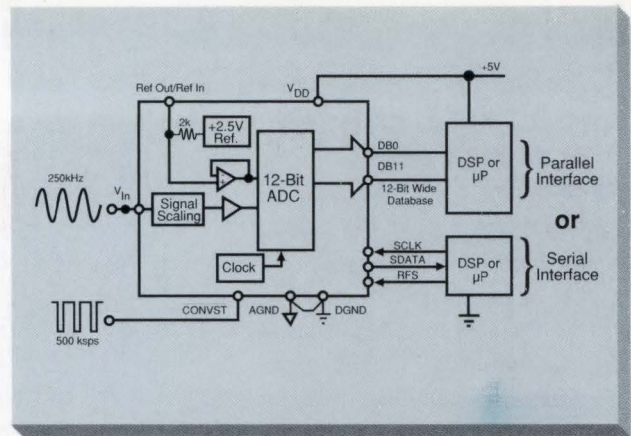 +5V
Ref Out/Ref In
VDD
2k
+2.5V
Ref.
DB0
250kHz
VIn
Signal
Scaling
+
-
12-Bit
ADC
DB11
12-Bit Wide
Database
DSP or
µP
Parallel
Interface
or
Clock
SCLK
SDATA
RFS
DSP or
µP
Serial
Interface
CONVST
AGND
DGND
500 ksps